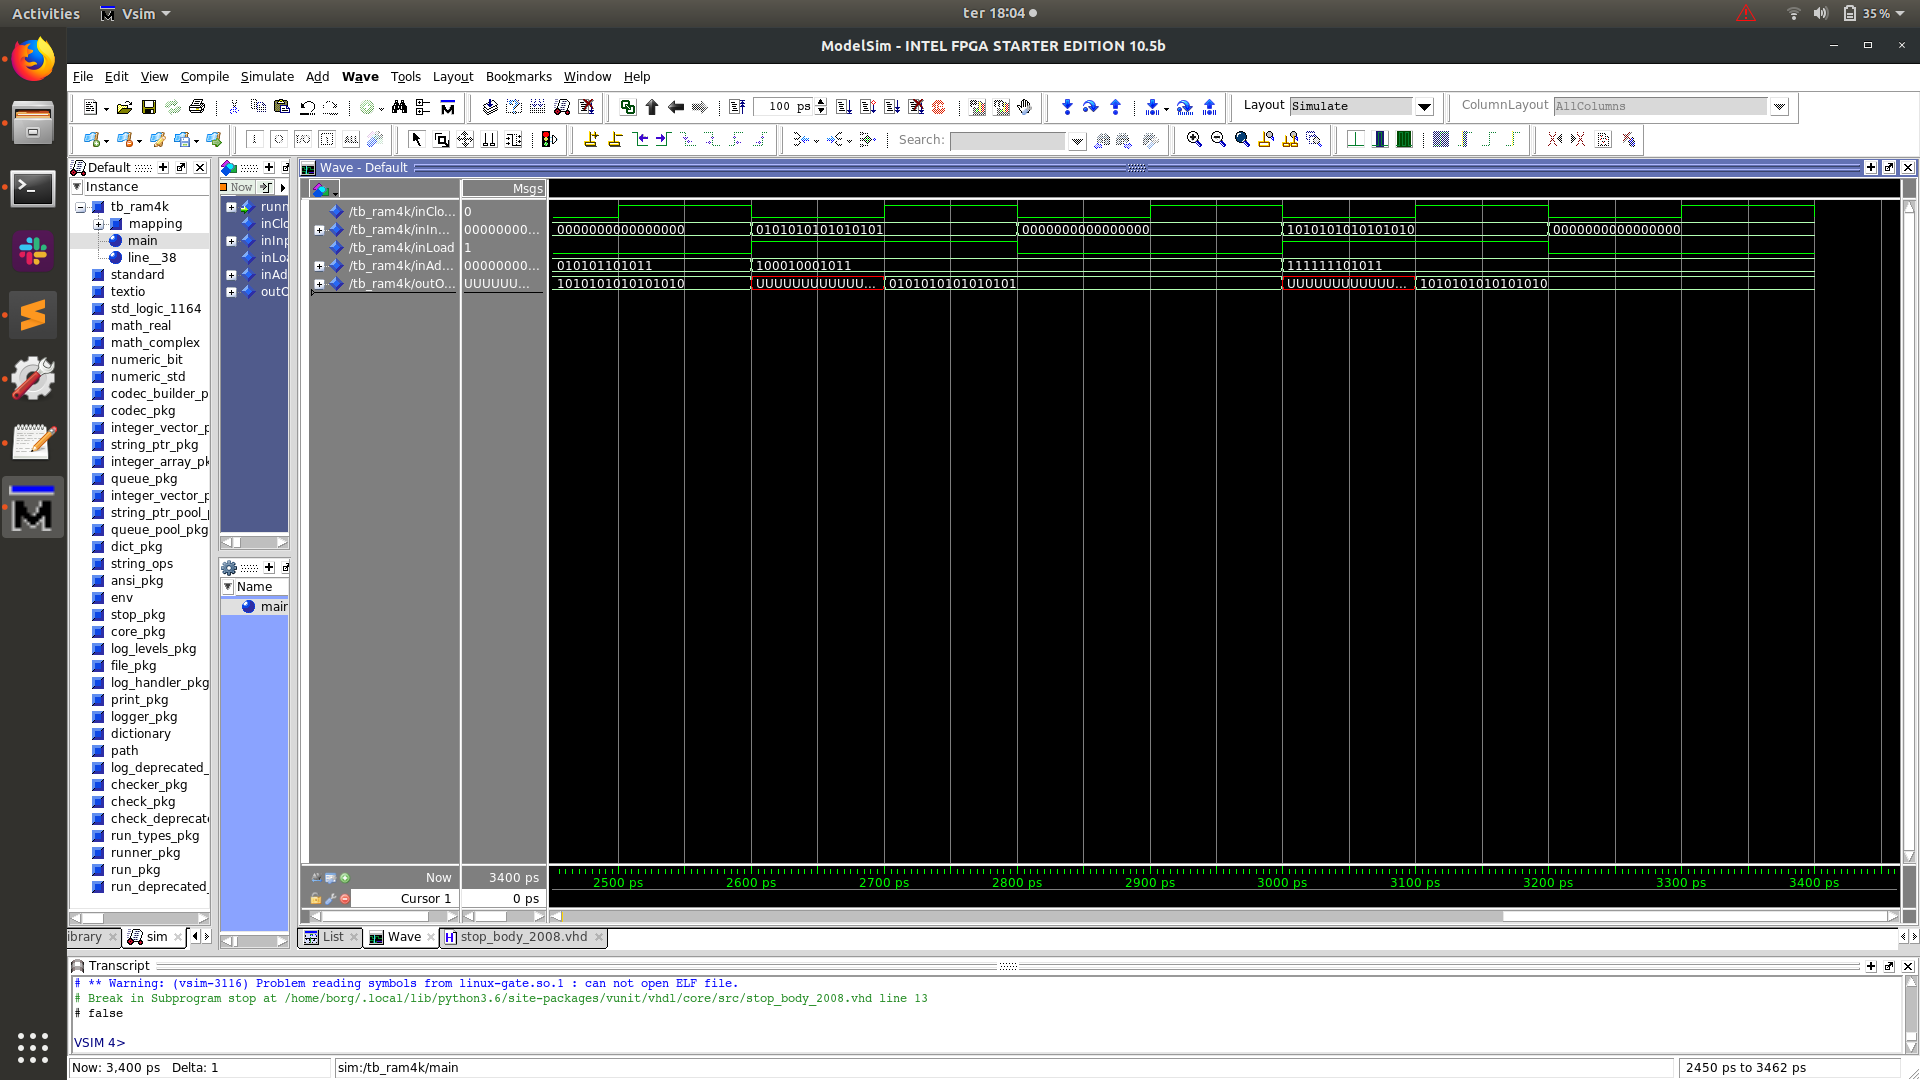 Activities Vsim ter 18:04 35%
ModelSim - INTEL FPGA STARTER EDITION 10.5b
File Edit View Compile Simulate Add Wave Tools Layout Bookmarks Window Help
100 ps Layout Simulate ColumnLayout AllColumns
Search:
Default Wave - Default
Instance Now Msgs
tb_ram4k
mapping
main
line__38
standard
textio
std_logic_1164
math_real
math_complex
numeric_bit
numeric_std
codec_builder_p
codec_pkg
integer_vector_p
string_ptr_pkg
integer_array_pk
queue_pkg
integer_vector_p
string_ptr_pool_p
queue_pool_pkg
dict_pkg
string_ops
ansi_pkg
env
stop_pkg
core_pkg
log_levels_pkg
file_pkg
log_handler_pkg
print_pkg
logger_pkg
dictionary
path
log_deprecated_
checker_pkg
check_pkg
check_deprecate
run_types_pkg
runner_pkg
run_pkg
run_deprecated_
runn
inClo
inInp
inLoa
inAd
outO
Name
main
/tb_ram4k/inClo... 0
/tb_ram4k/inIn... 00000000... 0000000000000000 0101010101010101 0000000000000000 1010101010101010 0000000000000000
/tb_ram4k/inLoad 1
/tb_ram4k/inAd... 00000000... 010101101011 100010001011 111111101011
/tb_ram4k/outO... UUUUUU... 1010101010101010 UUUUUUUUUUUUU... 0101010101010101 UUUUUUUUUUUUU... 1010101010101010
Now 3400 ps 2500 ps 2600 ps 2700 ps 2800 ps 2900 ps 3000 ps 3100 ps 3200 ps 3300 ps 3400 ps
Cursor 1 0 ps
ibrary sim List Wave stop_body_2008.vhd
Transcript
# ** Warning: (vsim-3116) Problem reading symbols from linux-gate.so.1 : can not open ELF file.
# Break in Subprogram stop at /home/borg/.local/lib/python3.6/site-packages/vunit/vhdl/core/src/stop_body_2008.vhd line 13
# false
VSIM 4>
Now: 3,400 ps Delta: 1 sim:/tb_ram4k/main 2450 ps to 3462 ps